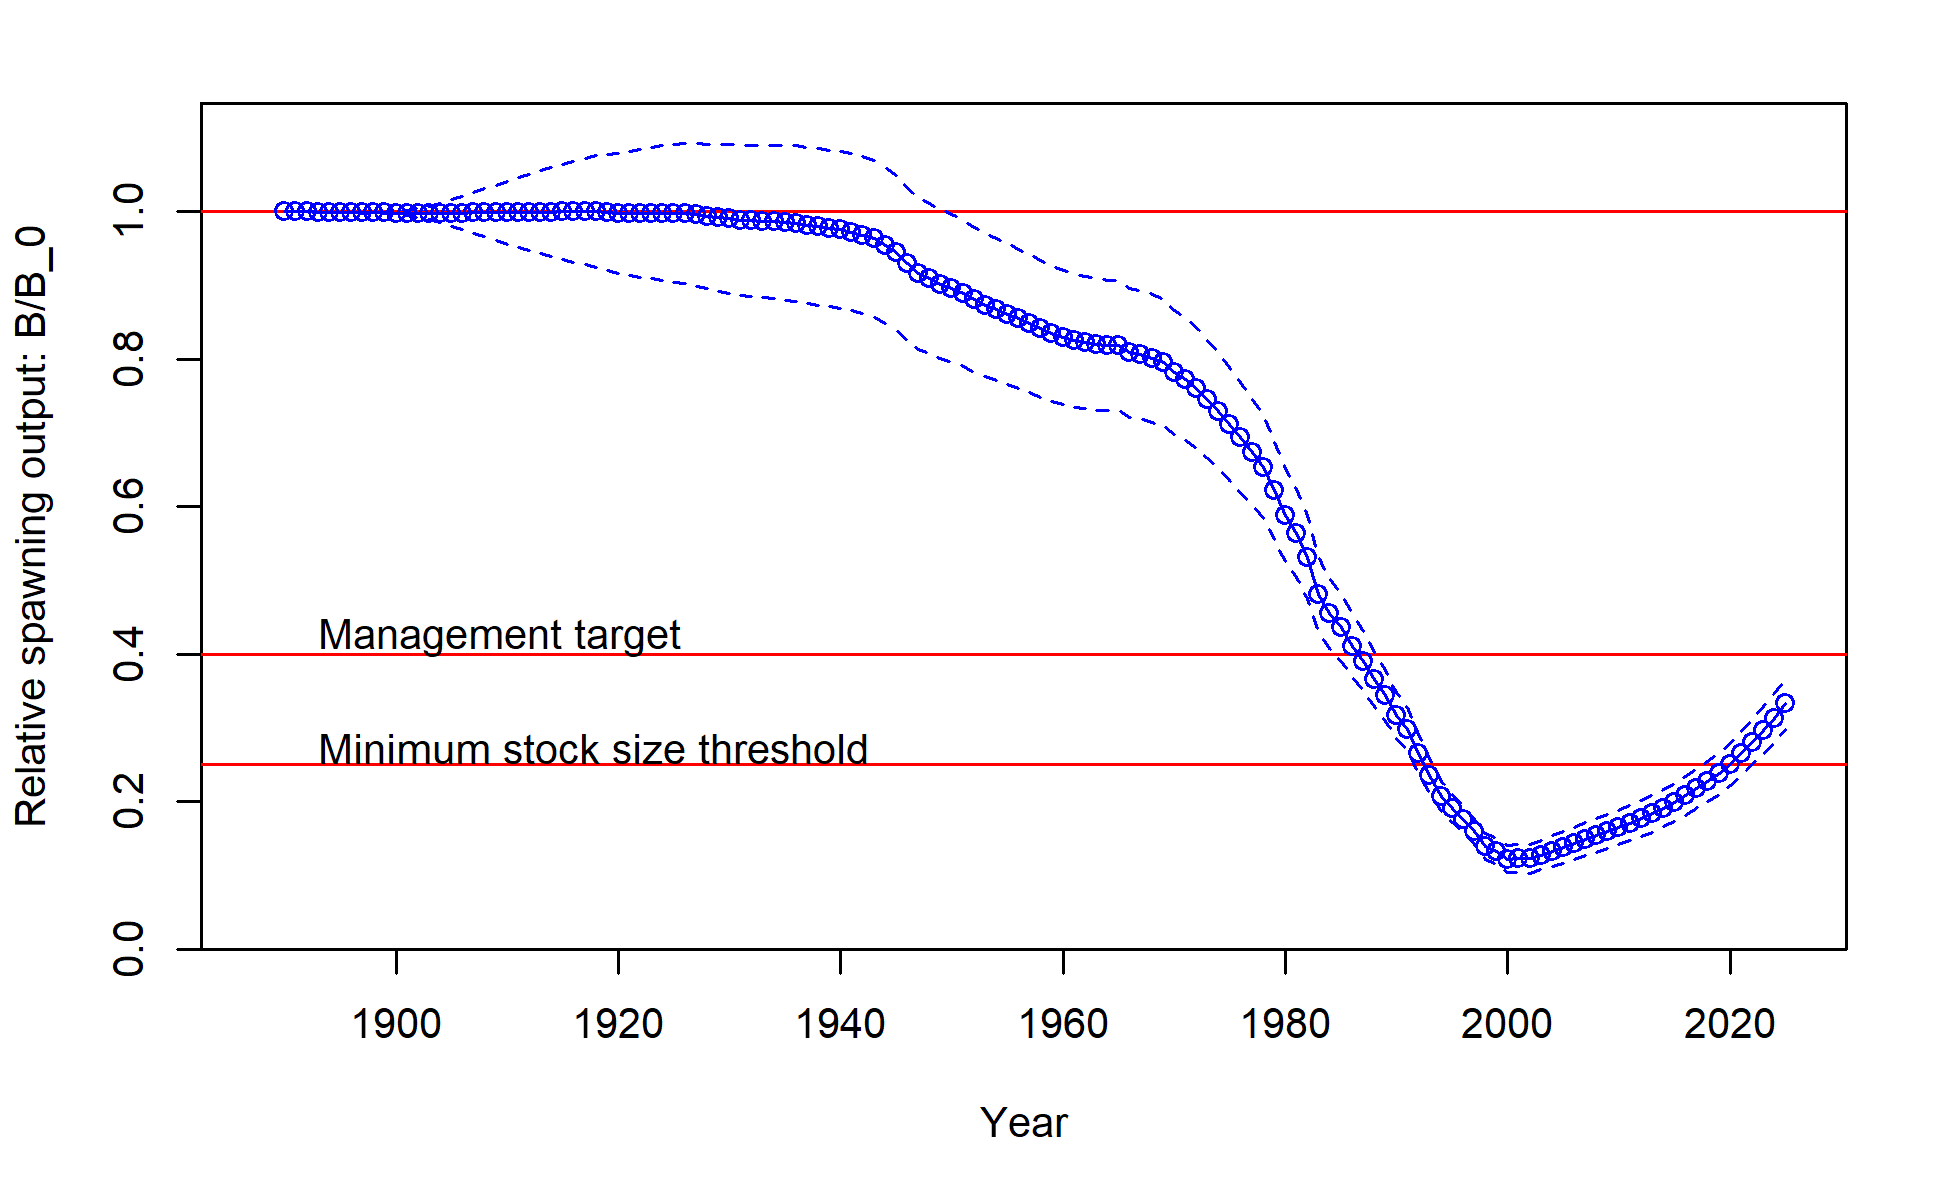 Relative spawning output: B/B_0
1.0
0.8
0.6
0.4
0.2
0.0
Management target
Minimum stock size threshold
1900 1920 1940 1960 1980 2000 2020
Year